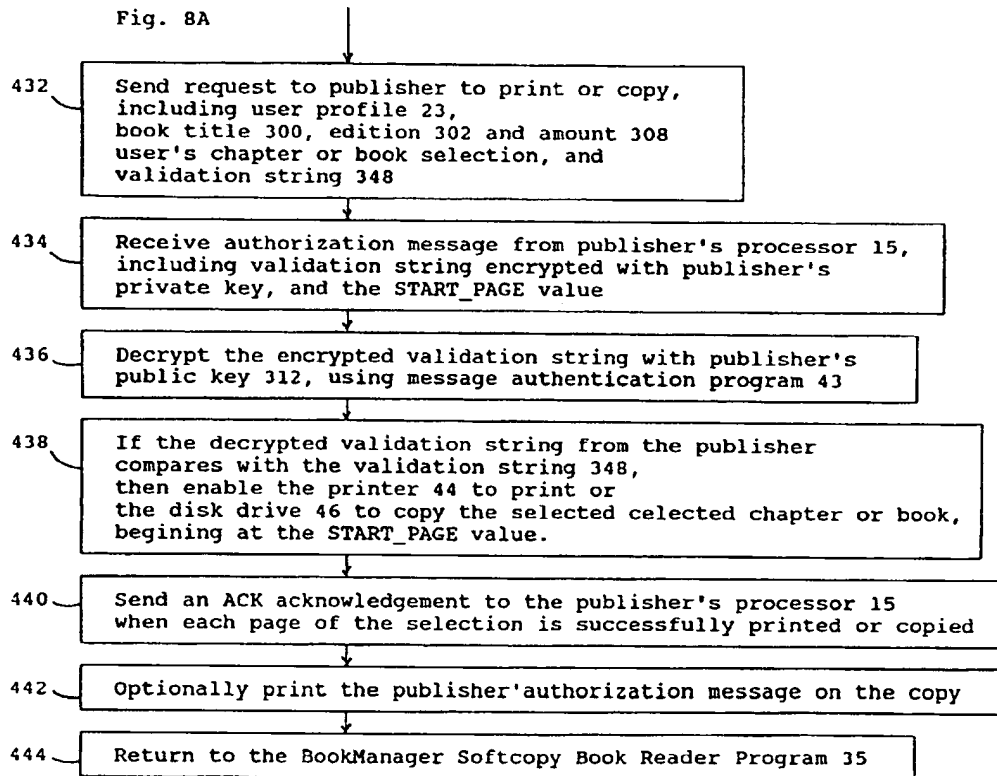 Fig. 8A
432
Send request to publisher to print or copy,
including user profile 23,
book title 300, edition 302 and amount 308
user's chapter or book selection, and
validation string 348
434
Receive authorization message from publisher's processor 15,
including validation string encrypted with publisher's
private key, and the START_PAGE value
436
Decrypt the encrypted validation string with publisher's
public key 312, using message authentication program 43
438
If the decrypted validation string from the publisher
compares with the validation string 348,
then enable the printer 44 to print or
the disk drive 46 to copy the selected celected chapter or book,
begining at the START_PAGE value.
440
Send an ACK acknowledgement to the publisher's processor 15
when each page of the selection is successfully printed or copied
442
Optionally print the publisher'authorization message on the copy
444
Return to the BookManager Softcopy Book Reader Program 35